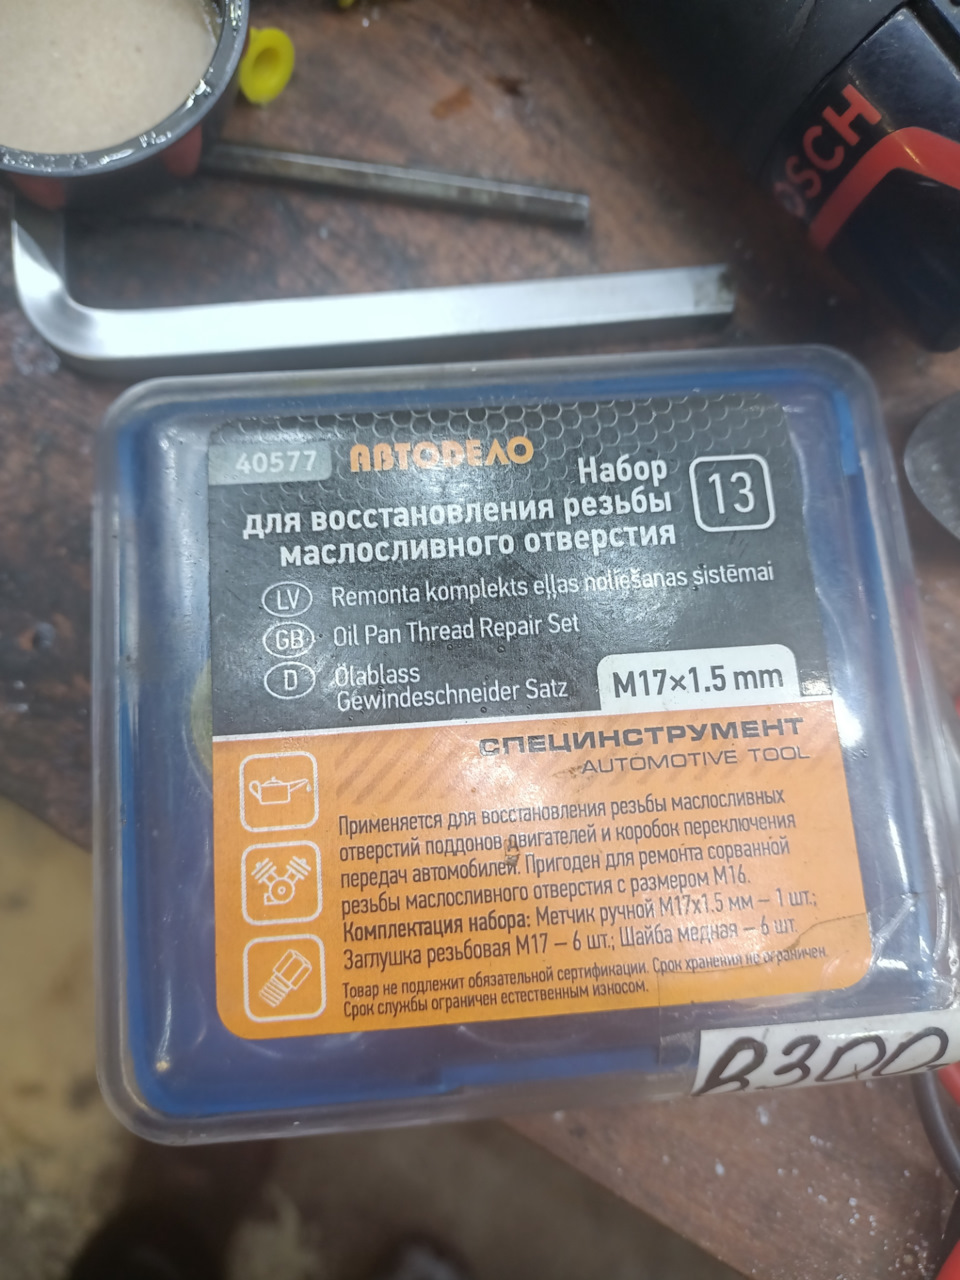 BOSCH
40577 АВТОDЕЛО
Набор
для восстановления резьбы
маслосливного отверстия
13
LV Remonta komplekts eļļas noliešanas sistēmai
GB Oil Pan Thread Repair Set
D Ölablass
Gewindeschneider Satz
M17×1.5 mm
СПЕЦИНСТРУМЕНТ
AUTOMOTIVE TOOL
Применяется для восстановления резьбы маслосливных
отверстий поддонов двигателей и коробок переключения
передач автомобилей. Пригоден для ремонта сорванной
резьбы маслосливного отверстия с размером М16.
Комплектация набора: Метчик ручной М17х1.5 мм – 1 шт.;
Заглушка резьбовая М17 – 6 шт.; Шайба медная – 6 шт.
Товар не подлежит обязательной сертификации. Срок хранения не ограничен.
Срок службы ограничен естественным износом.